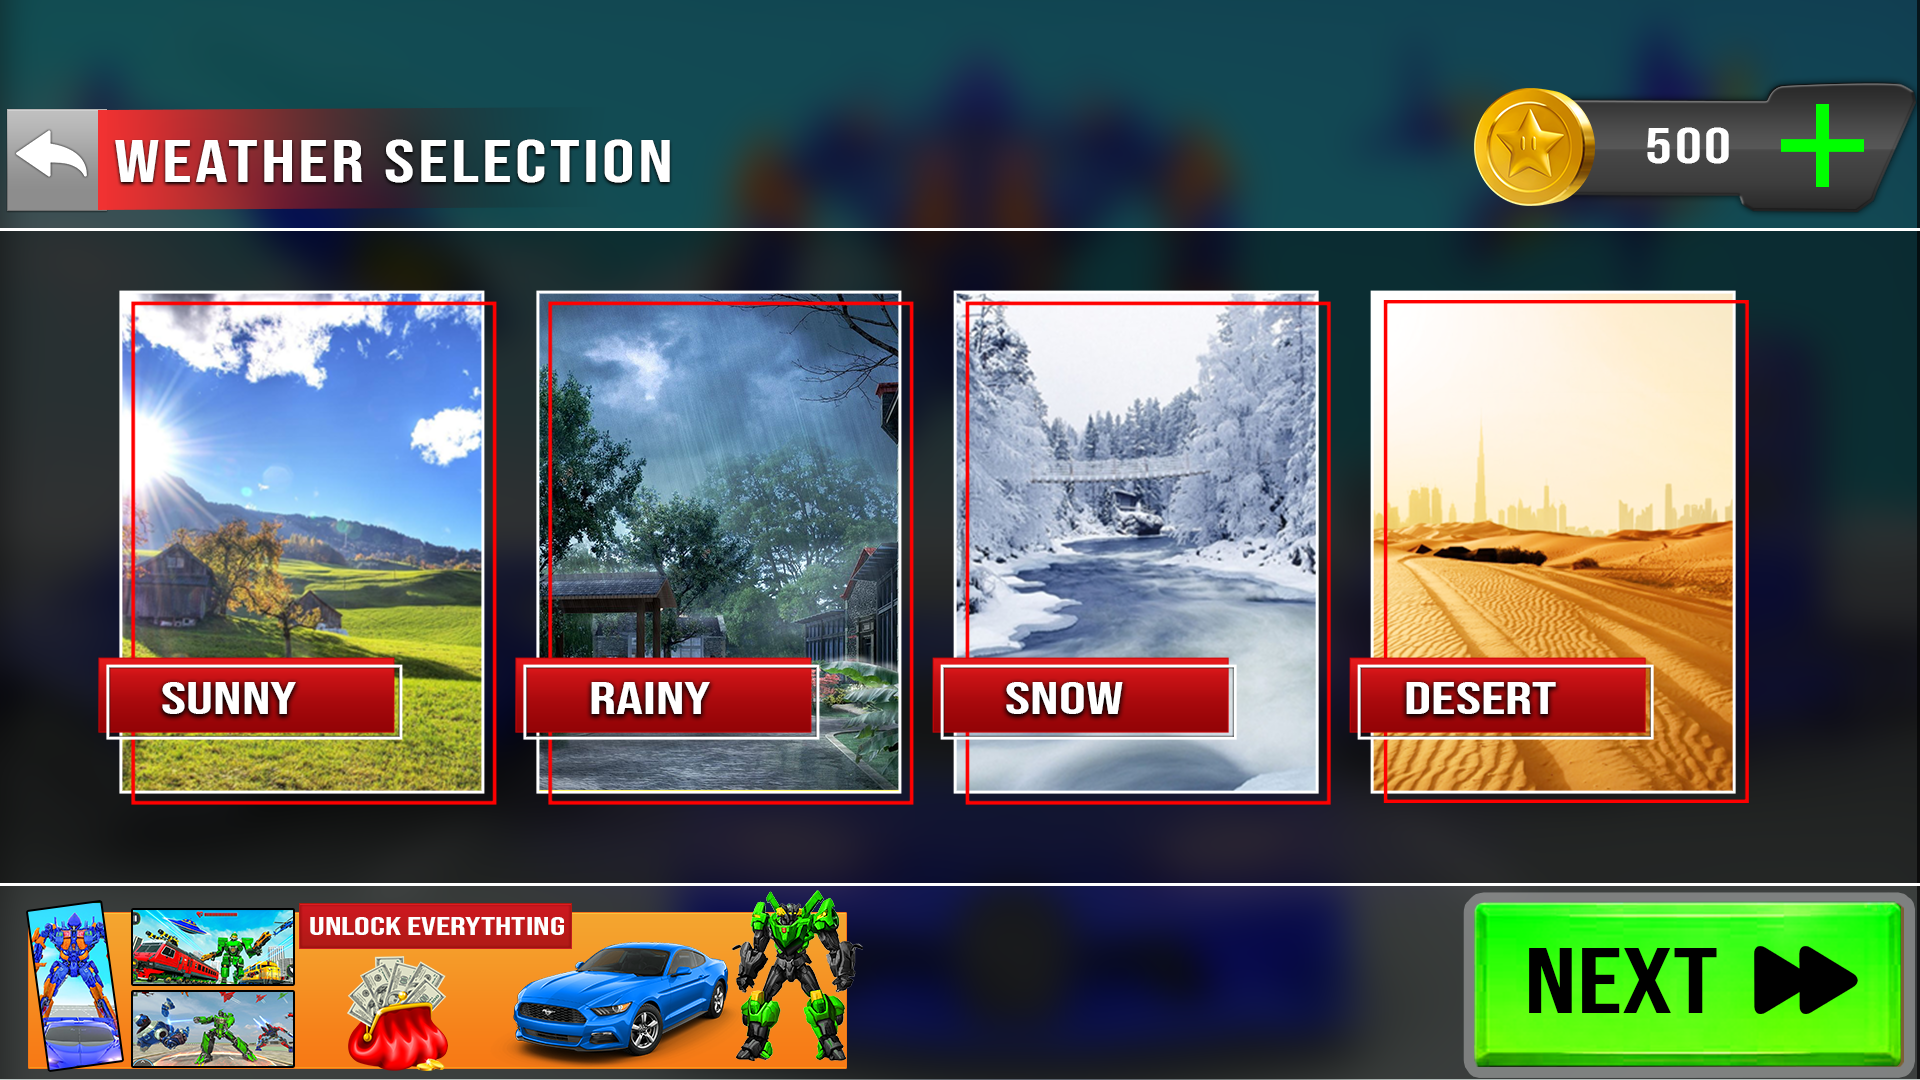 WEATHER SELECTION
500
SUNNY
RAINY
SNOW
DESERT
UNLOCK EVERYTHTING
NEXT